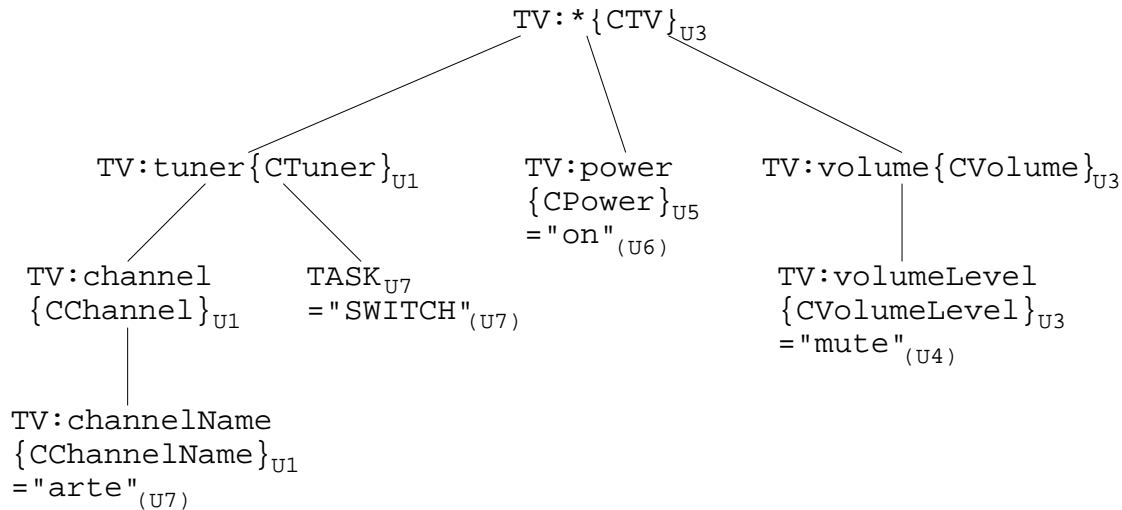 TV:*{CTV}U3
TV:tuner{CTuner}U1
TV:power
{CPower}U5
="on"(U6)
TV:volume{CVolume}U3
TV:channel
{CChannel}U1
TASKU7
="SWITCH"(U7)
TV:volumeLevel
{CVolumeLevel}U3
="mute"(U4)
TV:channelName
{CChannelName}U1
="arte"(U7)